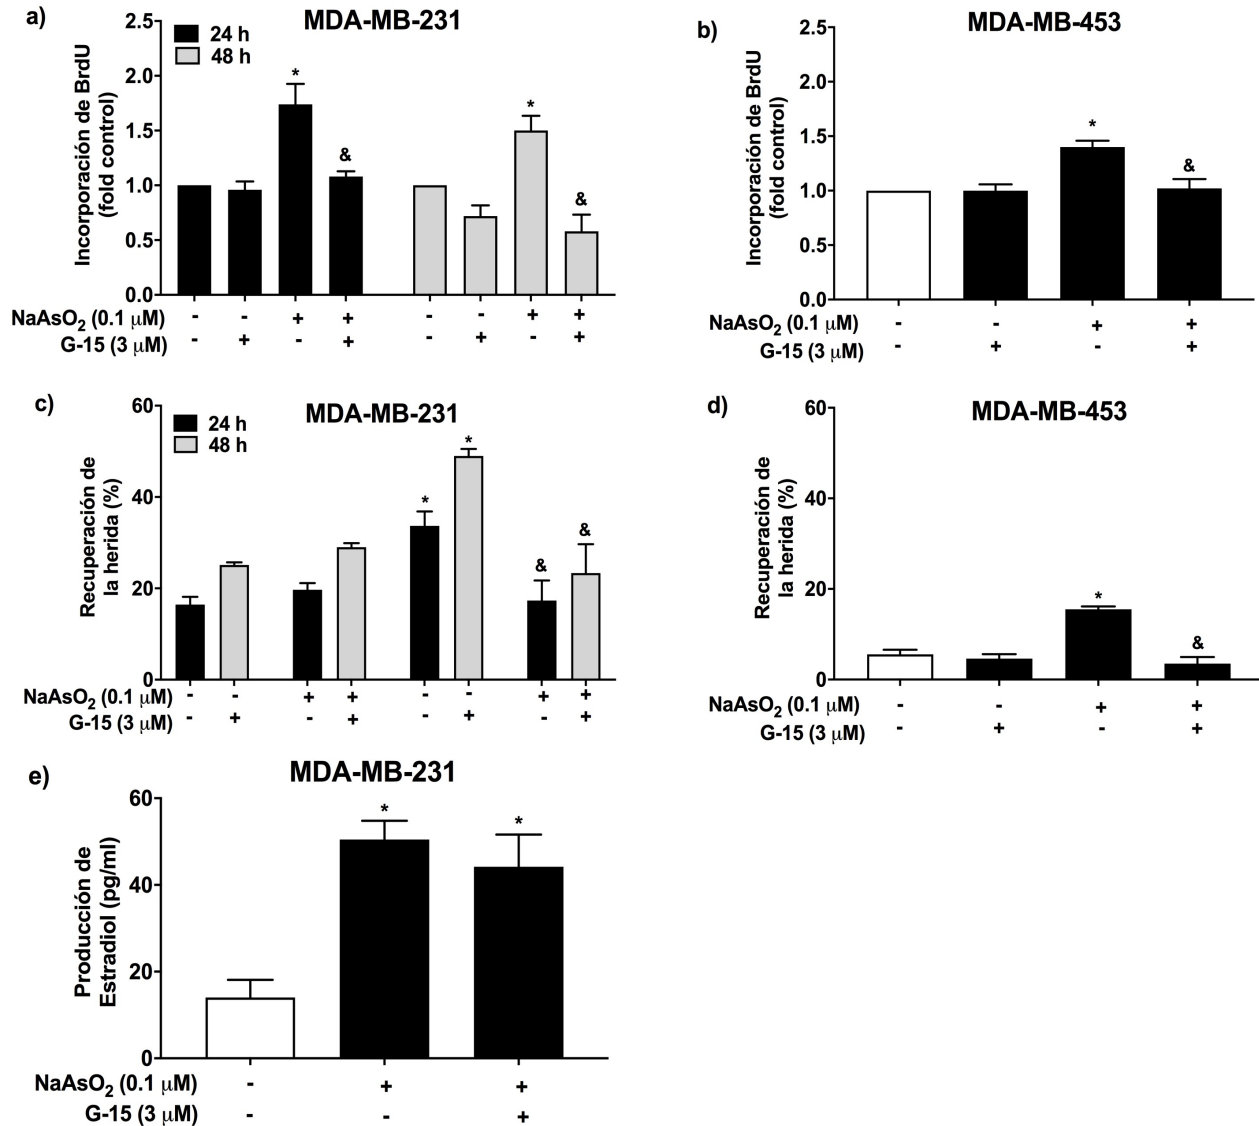 a)
MDA-MB-231
24 h
48 h
Incorporación de BrdU
(fold control)
2.5
2.0
1.5
1.0
0.5
0.0
* & * &
NaAsO2 (0.1 μM) - - + + - - + +
G-15 (3 μM) - + - + - + - +
b)
MDA-MB-453
Incorporación de BrdU
(fold control)
2.5
2.0
1.5
1.0
0.5
0.0
* &
NaAsO2 (0.1 μM) - - + +
G-15 (3 μM) - + - +
c)
MDA-MB-231
24 h
48 h
Recuperación de
la herida (%)
60
40
20
0
* * & &
NaAsO2 (0.1 μM) - - + + - - + +
G-15 (3 μM) - + - + - + - +
d)
MDA-MB-453
Recuperación de
la herida (%)
60
40
20
0
* &
NaAsO2 (0.1 μM) - - + +
G-15 (3 μM) - + - +
e)
MDA-MB-231
Producción de
Estradiol (pg/ml)
60
40
20
0
* *
NaAsO2 (0.1 μM) - + +
G-15 (3 μM) - - +